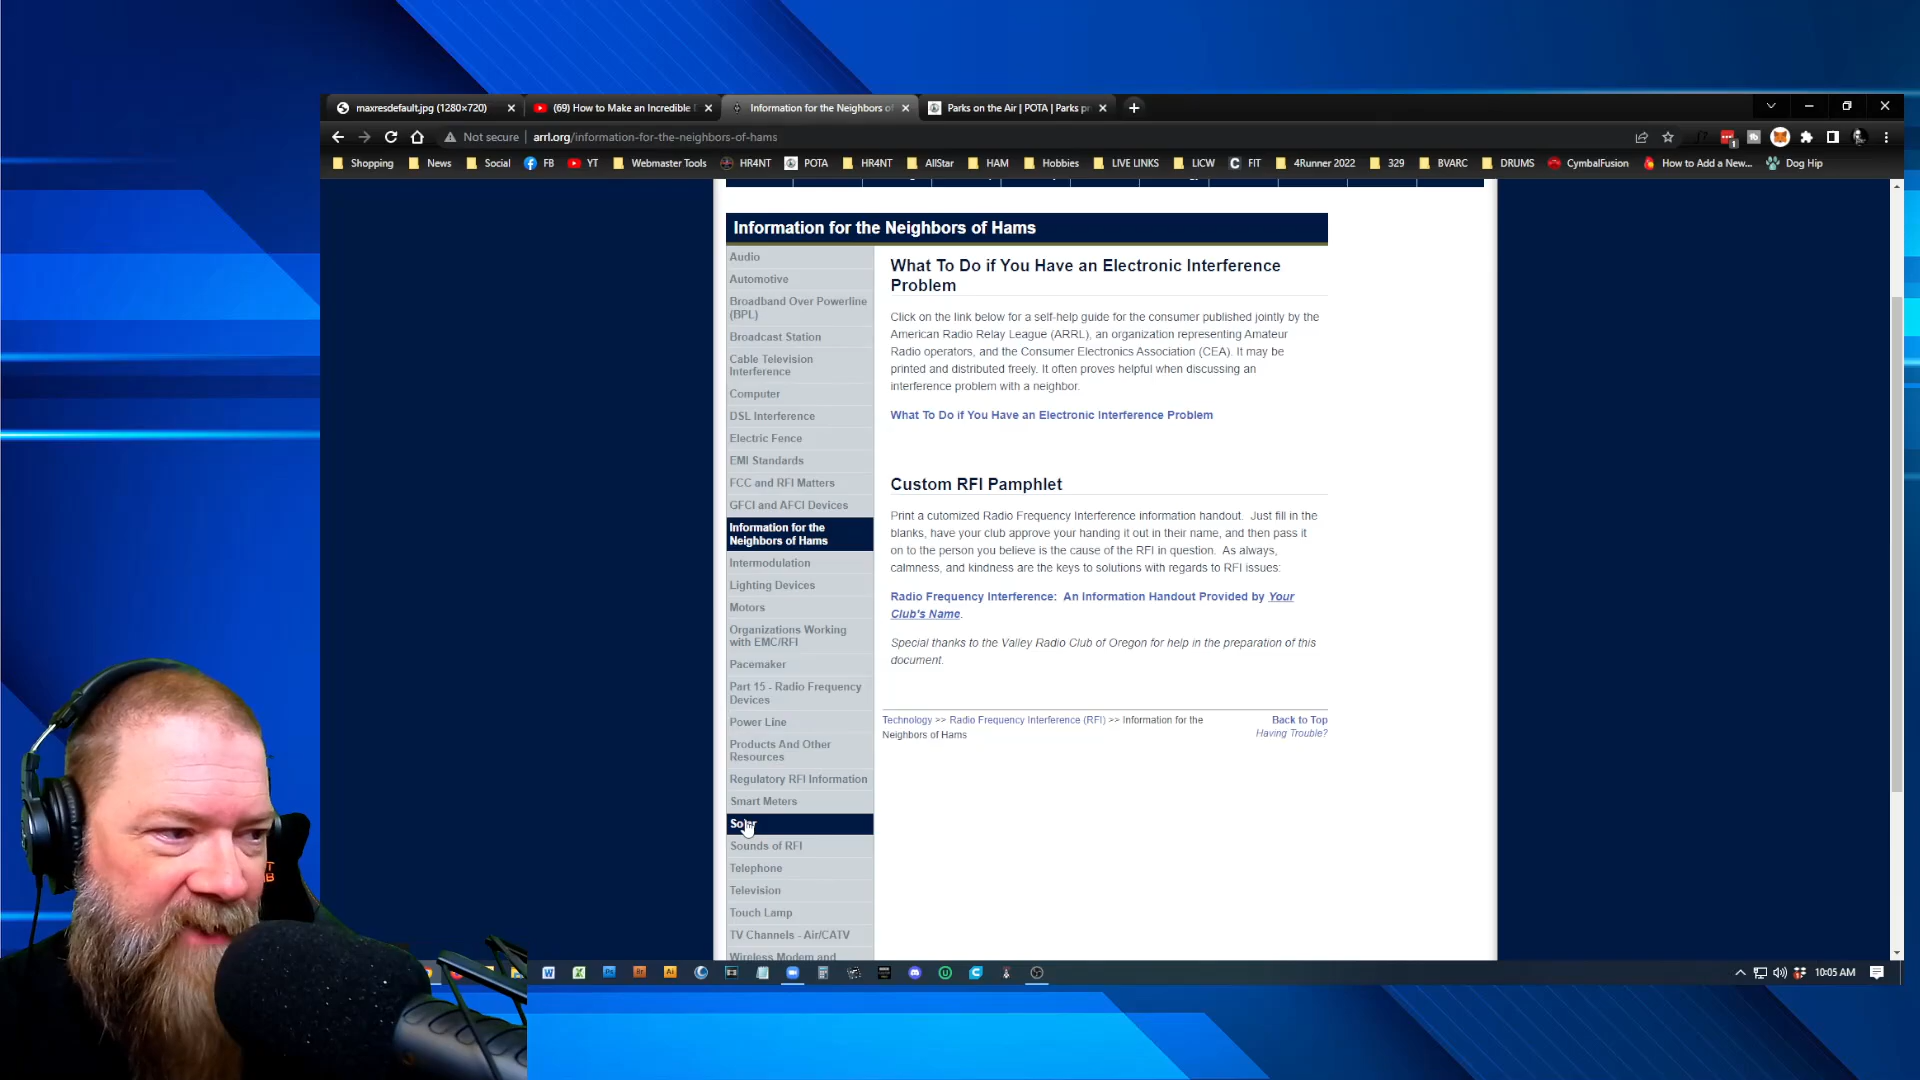 maxresdefault.jpg (1280×720)
(69) How to Make an Incredible
Information for the Neighbors of
Parks on the Air | POTA | Parks pr
Not secure
arrl.org/information-for-the-neighbors-of-hams
Shopping
News
Social
FB
YT
Webmaster Tools
HR4NT
POTA
HR4NT
AllStar
HAM
Hobbies
LIVE LINKS
LICW
FIT
4Runner 2022
329
BVARC
DRUMS
CymbalFusion
How to Add a New...
Dog Hip
Information for the Neighbors of Hams
Audio
Automotive
Broadband Over Powerline
(BPL)
Broadcast Station
Cable Television
Interference
Computer
DSL Interference
Electric Fence
EMI Standards
FCC and RFI Matters
GFCI and AFCI Devices
Information for the
Neighbors of Hams
Intermodulation
Lighting Devices
Motors
Organizations Working
with EMC/RFI
Pacemaker
Part 15 - Radio Frequency
Devices
Power Line
Products And Other
Resources
Regulatory RFI Information
Smart Meters
Solar
Sounds of RFI
Telephone
Television
Touch Lamp
TV Channels - Air/CATV
Wireless Modem and
What To Do if You Have an Electronic Interference
Problem
Click on the link below for a self-help guide for the consumer published jointly by the
American Radio Relay League (ARRL), an organization representing Amateur
Radio operators, and the Consumer Electronics Association (CEA). It may be
printed and distributed freely. It often proves helpful when discussing an
interference problem with a neighbor.
What To Do if You Have an Electronic Interference Problem
Custom RFI Pamphlet
Print a cutomized Radio Frequency Interference information handout. Just fill in the
blanks, have your club approve your handing it out in their name, and then pass it
on to the person you believe is the cause of the RFI in question. As always,
calmness, and kindness are the keys to solutions with regards to RFI issues:
Radio Frequency Interference: An Information Handout Provided by Your
Club's Name.
Special thanks to the Valley Radio Club of Oregon for help in the preparation of this
document.
Technology >> Radio Frequency Interference (RFI) >> Information for the
Neighbors of Hams
Back to Top
Having Trouble?
10:05 AM